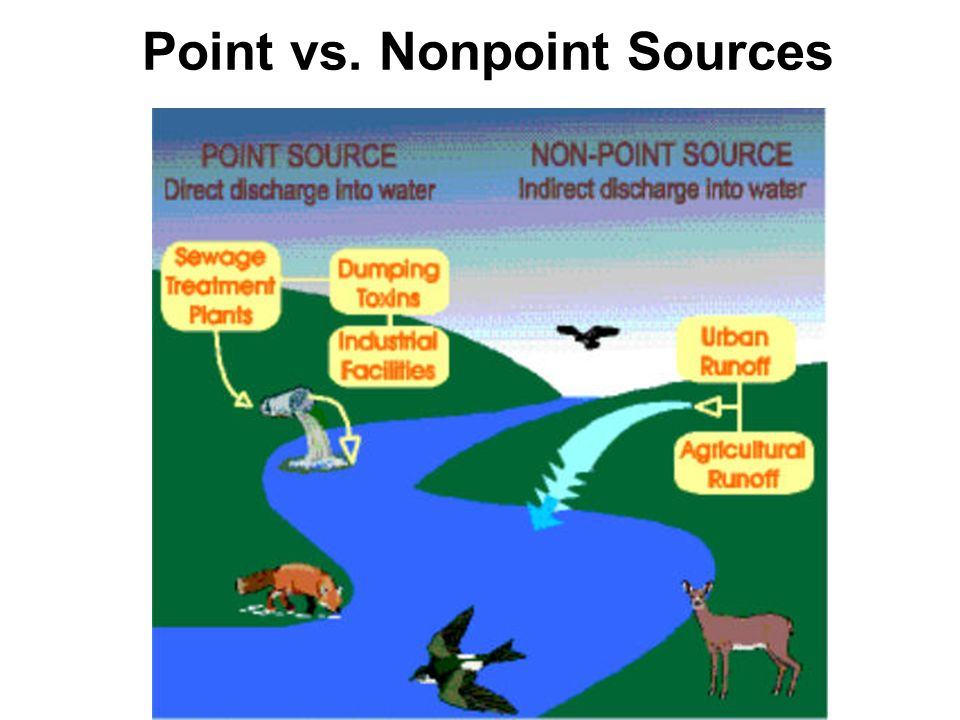 Point vs. Nonpoint Sources
POINT SOURCE
Direct discharge into water
NON-POINT SOURCE
Indirect discharge into water
Sewage
Treatment
Plants
Dumping
Toxins
Industrial
Facilities
Urban
Runoff
Agricultural
Runoff